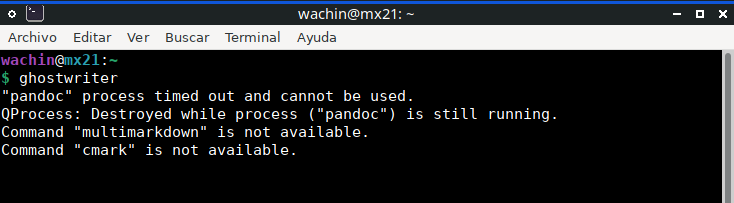 wachin@mx21: ~
Archivo Editar Ver Buscar Terminal Ayuda
wachin@mx21:~
$ ghostwriter
"pandoc" process timed out and cannot be used.
QProcess: Destroyed while process ("pandoc") is still running.
Command "multimarkdown" is not available.
Command "cmark" is not available.